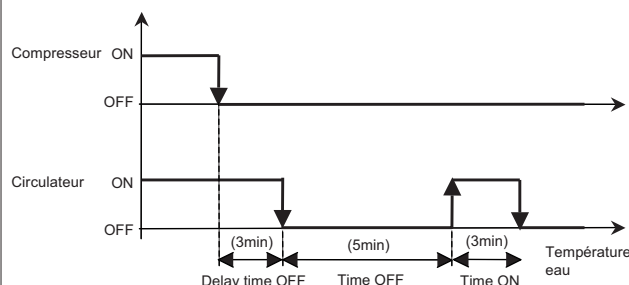 Compresseur ON
OFF
Circulateur ON
OFF
(3min) (5min) (3min)
Delay time OFF Time OFF Time ON
Température
eau